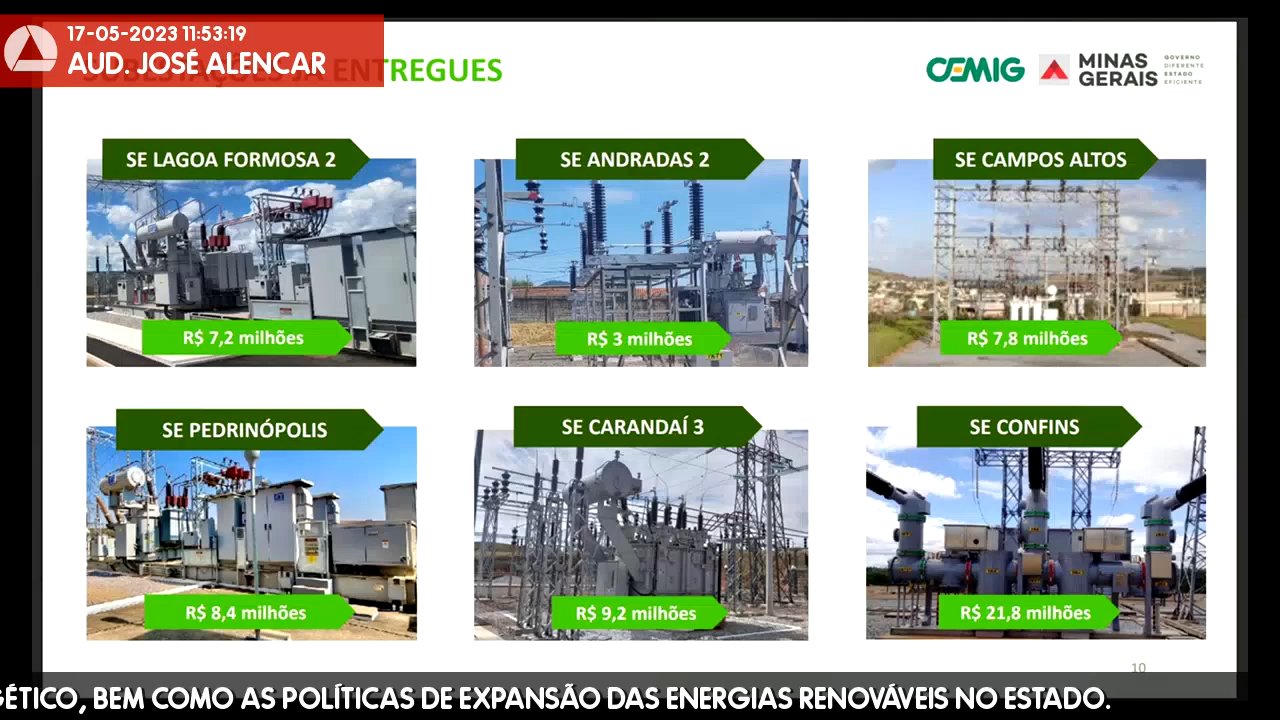 17-05-2023 11:53:19
AUD. JOSÉ ALENCAR
ENTREGUES
CEMIG
MINAS GERAIS
GOVERNO
DIFERENTE
ESTADO
EFICIENTE
SE LAGOA FORMOSA 2
R$ 7,2 milhões
SE ANDRADAS 2
R$ 3 milhões
SE CAMPOS ALTOS
R$ 7,8 milhões
SE PEDRINÓPOLIS
R$ 8,4 milhões
SE CARANDAÍ 3
R$ 9,2 milhões
SE CONFINS
R$ 21,8 milhões
10
GÉTICO, BEM COMO AS POLÍTICAS DE EXPANSÃO DAS ENERGIAS RENOVÁVEIS NO ESTADO.